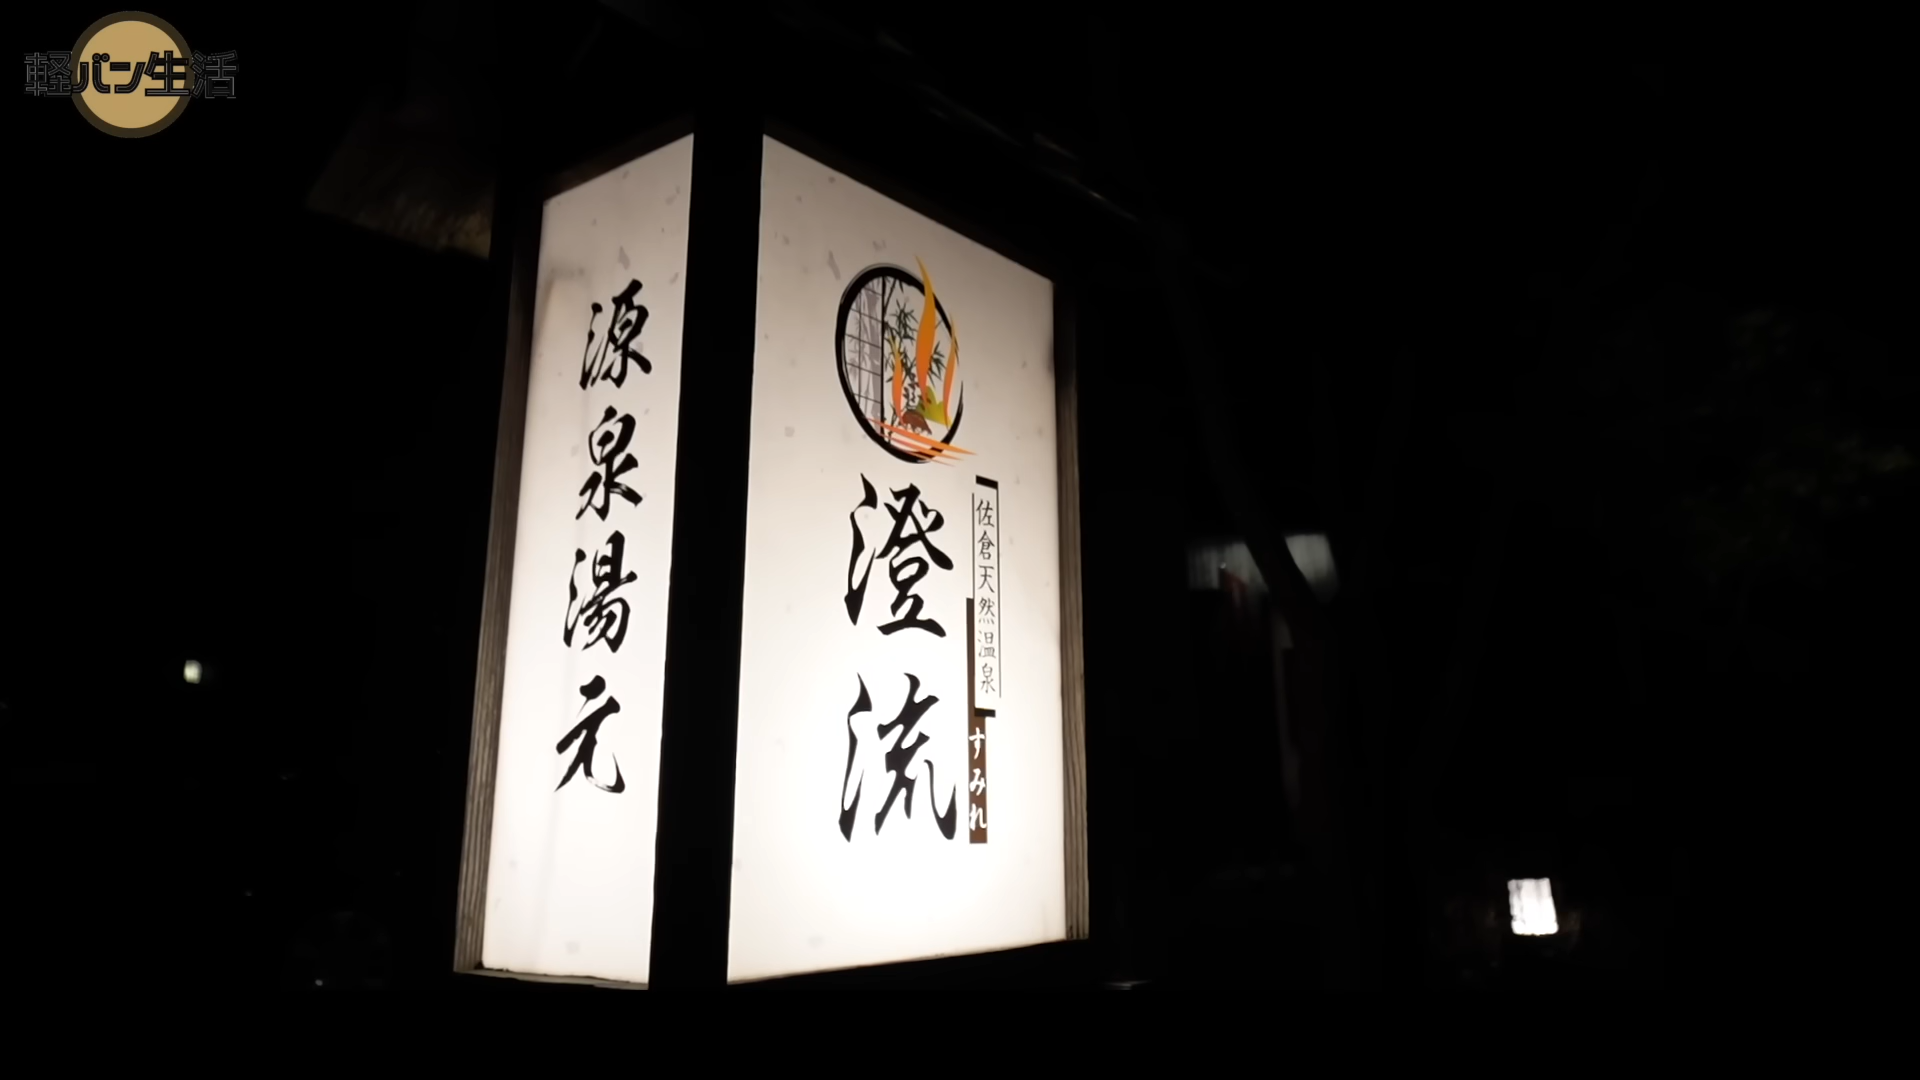 軽バン生活
源泉湯元
澄流
佐倉天然温泉
すみれ